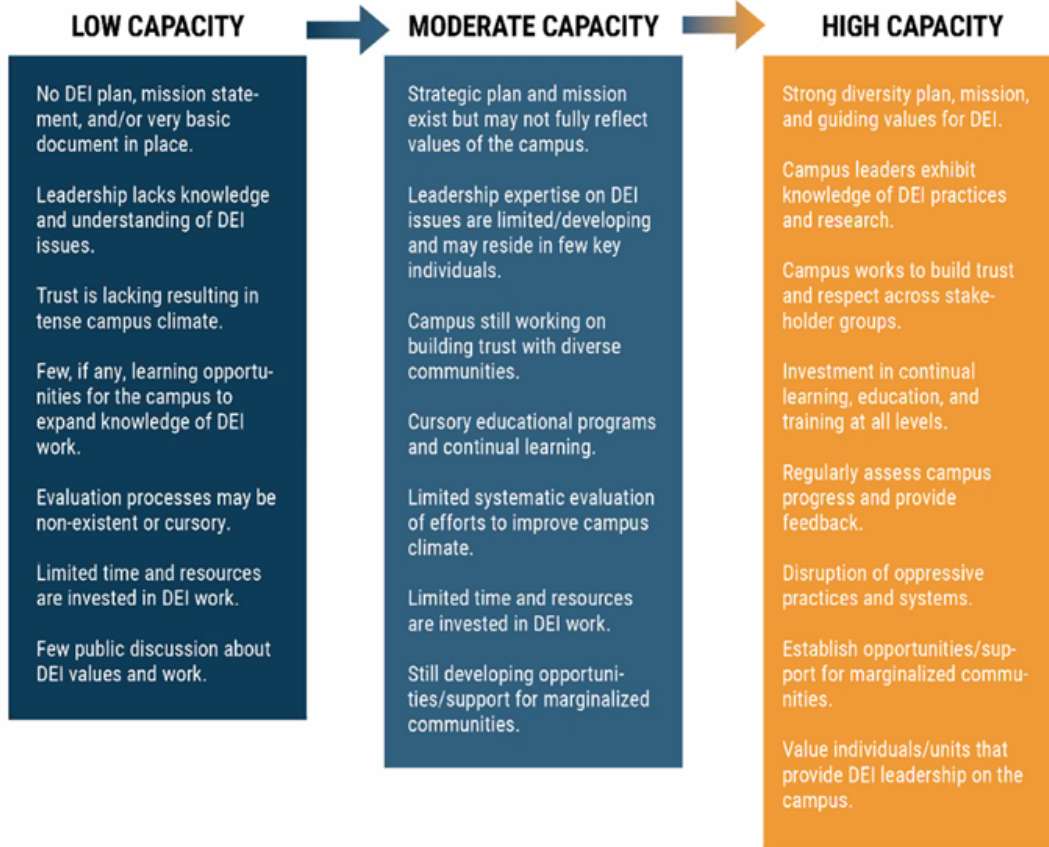 LOW CAPACITY
MODERATE CAPACITY
HIGH CAPACITY
No DEI plan, mission state-
ment, and/or very basic
document in place.
Leadership lacks knowledge
and understanding of DEI
issues.
Trust is lacking resulting in
tense campus climate.
Few, if any, learning opportu-
nities for the campus to
expand knowledge of DEI
work.
Evaluation processes may be
non-existent or cursory.
Limited time and resources
are invested in DEI work.
Few public discussion about
DEI values and work.
Strategic plan and mission
exist but may not fully reflect
values of the campus.
Leadership expertise on DEI
issues are limited/developing
and may reside in few key
individuals.
Campus still working on
building trust with diverse
communities.
Cursory educational programs
and continual learning.
Limited systematic evaluation
of efforts to improve campus
climate.
Limited time and resources
are invested in DEI work.
Still developing opportuni-
ties/support for marginalized
communities.
Strong diversity plan, mission,
and guiding values for DEI.
Campus leaders exhibit
knowledge of DEI practices
and research.
Campus works to build trust
and respect across stake-
holder groups.
Investment in continual
learning, education, and
training at all levels.
Regularly assess campus
progress and provide
feedback.
Disruption of oppressive
practices and systems.
Establish opportunities/sup-
port for marginalized commu-
nities.
Value individuals/units that
provide DEI leadership on the
campus.